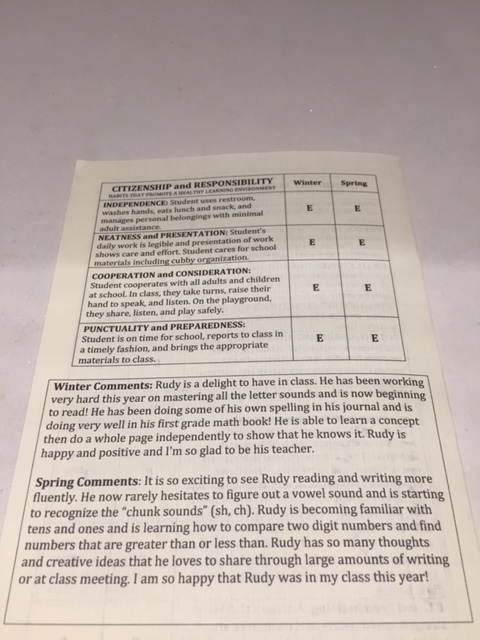 CITIZENSHIP and RESPONSIBILITY Winter Spring
HABITS THAT PROMOTE A HEALTHY LEARNING ENVIRONMENT
INDEPENDENCE: Student uses restroom,
washes hands, eats lunch and snack, and
manages personal belongings with minimal
adult assistance.
E E
NEATNESS and PRESENTATION: Student's
daily work is legible and presentation of work
shows care and effort. Student cares for school
materials including cubby organization.
E E
COOPERATION and CONSIDERATION:
Student cooperates with all adults and children
at school. In class, they take turns, raise their
hand to speak, and listen. On the playground,
they share, listen, and play safely.
E E
PUNCTUALITY and PREPAREDNESS:
Student is on time for school, reports to class in
a timely fashion, and brings the appropriate
materials to class.
E E
Winter Comments: Rudy is a delight to have in class. He has been working
very hard this year on mastering all the letter sounds and is now beginning
to read! He has been doing some of his own spelling in his journal and is
doing very well in his first grade math book! He is able to learn a concept
then do a whole page independently to show that he knows it. Rudy is
happy and positive and I'm so glad to be his teacher.
Spring Comments: It is so exciting to see Rudy reading and writing more
fluently. He now rarely hesitates to figure out a vowel sound and is starting
to recognize the "chunk sounds" (sh, ch). Rudy is becoming familiar with
tens and ones and is learning how to compare two digit numbers and find
numbers that are greater than or less than. Rudy has so many thoughts
and creative ideas that he loves to share through large amounts of writing
or at class meeting. I am so happy that Rudy was in my class this year!